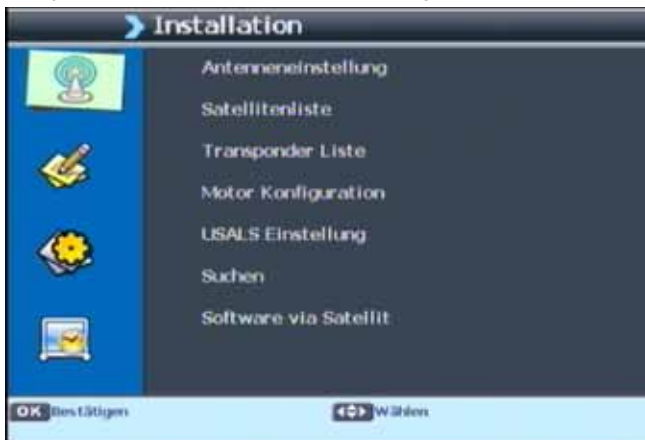 Installation
Antenneneinstellung
Satellitenliste
Transponder Liste
Motor Konfiguration
USALS Einstellung
Suchen
Software via Satellit
OK Bestätigen
Wählen